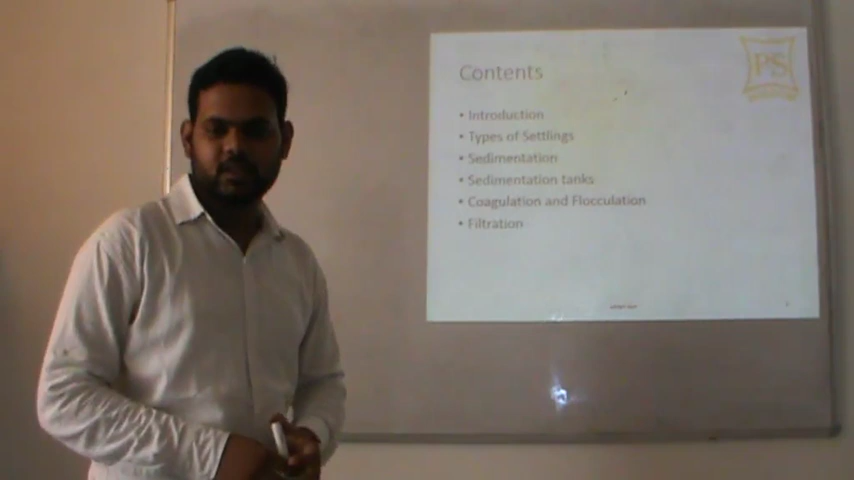 Contents
PS
• Introduction
• Types of Settlings
• Sedimentation
• Sedimentation tanks
• Coagulation and Flocculation
• Filtration